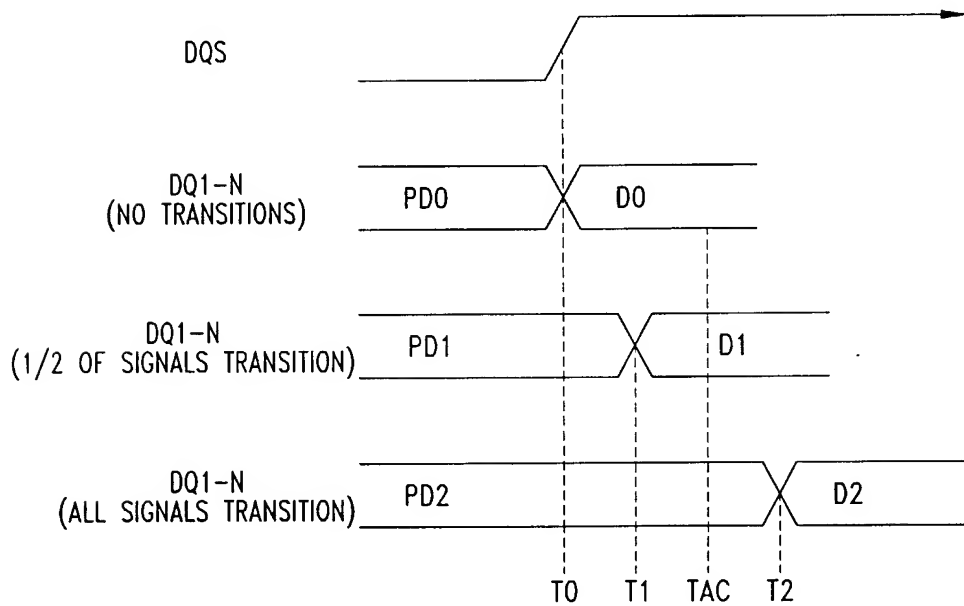 DQS
DQ1-N
(NO TRANSITIONS)
PD0
D0
DQ1-N
(1/2 OF SIGNALS TRANSITION)
PD1
D1
DQ1-N
(ALL SIGNALS TRANSITION)
PD2
D2
T0 T1 TAC T2